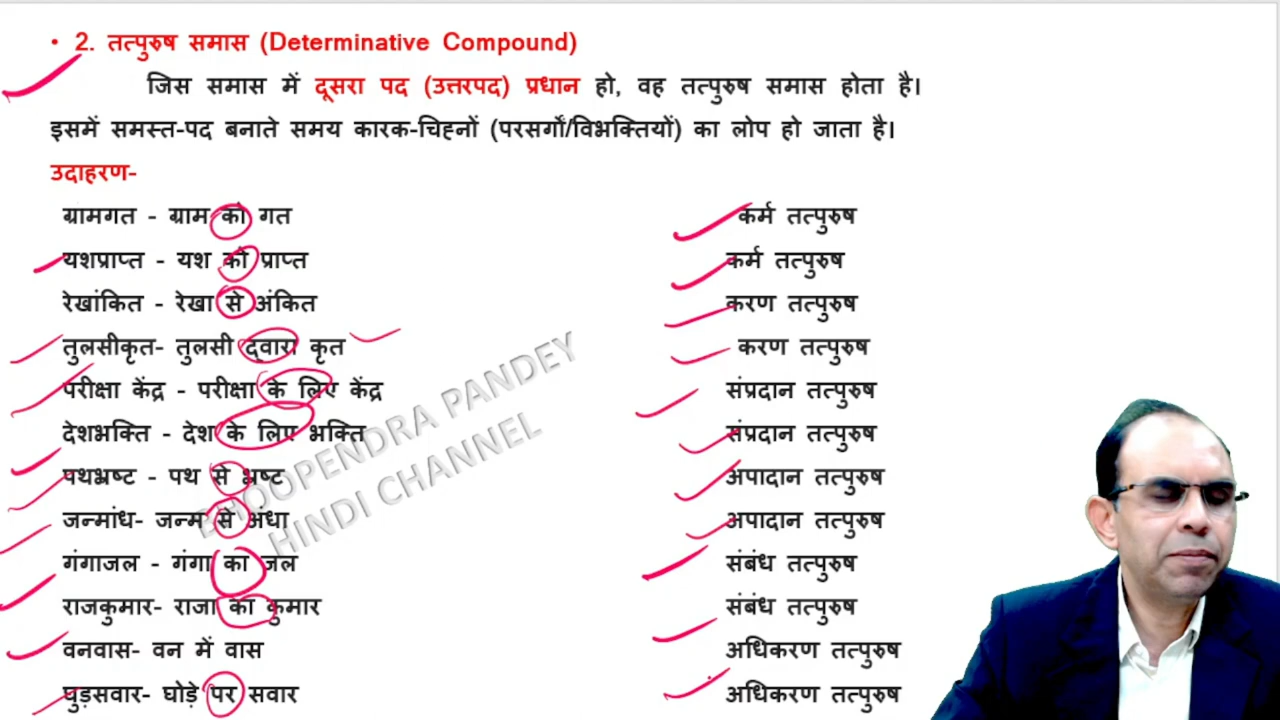 • 2. तत्पुरुष समास (Determinative Compound)
जिस समास में दूसरा पद (उत्तरपद) प्रधान हो, वह तत्पुरुष समास होता है।
इसमें समस्त-पद बनाते समय कारक-चिह्नों (परसर्गों/विभक्तियों) का लोप हो जाता है।
उदाहरण-
ग्रामगत - ग्राम को गत कर्म तत्पुरुष
यशप्राप्त - यश को प्राप्त कर्म तत्पुरुष
रेखांकित - रेखा से अंकित करण तत्पुरुष
तुलसीकृत- तुलसी द्वारा कृत करण तत्पुरुष
परीक्षा केंद्र - परीक्षा के लिए केंद्र संप्रदान तत्पुरुष
देशभक्ति - देश के लिए भक्ति संप्रदान तत्पुरुष
पथभ्रष्ट - पथ से भ्रष्ट अपादान तत्पुरुष
जन्मांध- जन्म से अंधा अपादान तत्पुरुष
गंगाजल - गंगा का जल संबंध तत्पुरुष
राजकुमार- राजा का कुमार संबंध तत्पुरुष
वनवास- वन में वास अधिकरण तत्पुरुष
घुड़सवार- घोड़े पर सवार अधिकरण तत्पुरुष
BHOOPENDRA PANDEY
HINDI CHANNEL